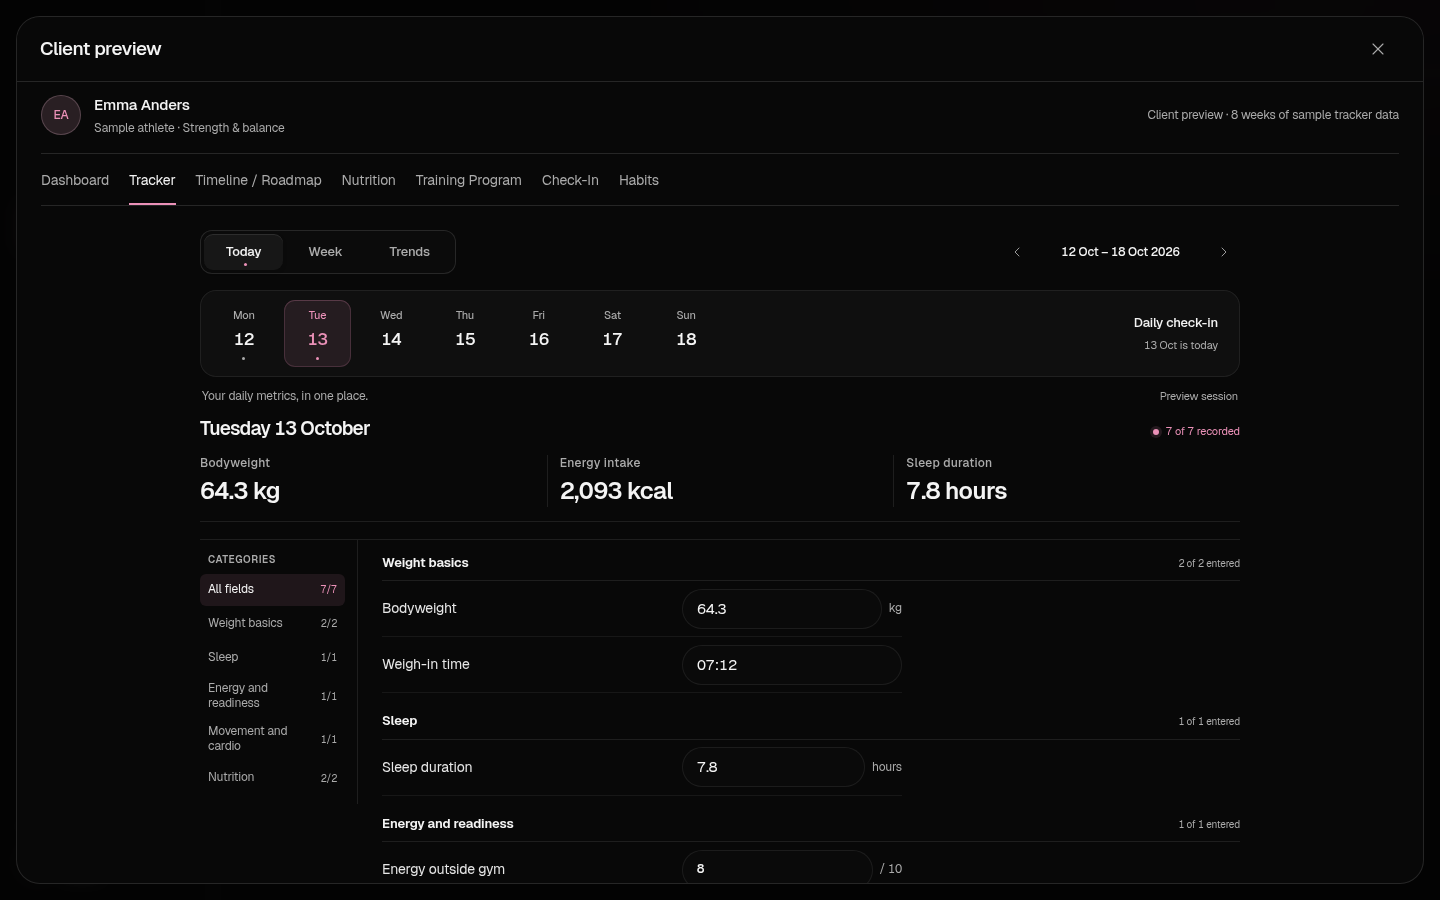 Client preview
EA
Emma Anders
Sample athlete · Strength & balance
Client preview · 8 weeks of sample tracker data
Dashboard Tracker Timeline / Roadmap Nutrition Training Program Check-In Habits
Today Week Trends
12 Oct – 18 Oct 2026
Mon Tue Wed Thu Fri Sat Sun
12 13 14 15 16 17 18
Daily check-in
13 Oct is today
Your daily metrics, in one place.
Preview session
Tuesday 13 October
7 of 7 recorded
Bodyweight Energy intake Sleep duration
64.3 kg 2,093 kcal 7.8 hours
CATEGORIES
All fields 7/7
Weight basics 2/2
Sleep 1/1
Energy and
readiness 1/1
Movement and
cardio 1/1
Nutrition 2/2
Weight basics 2 of 2 entered
Bodyweight 64.3 kg
Weigh-in time 07:12
Sleep 1 of 1 entered
Sleep duration 7.8 hours
Energy and readiness 1 of 1 entered
Energy outside gym 8 / 10